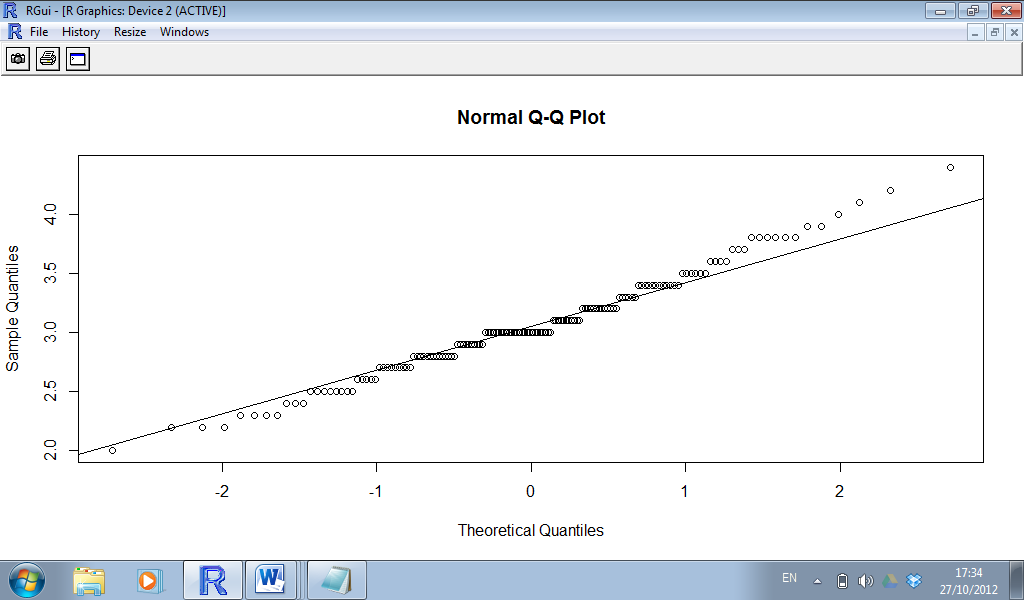 RGui - [R Graphics: Device 2 (ACTIVE)]
File History Resize Windows
Normal Q-Q Plot
Sample Quantiles
4.0
3.5
3.0
2.5
2.0
-2 -1 0 1 2
Theoretical Quantiles
EN
17:34
27/10/2012